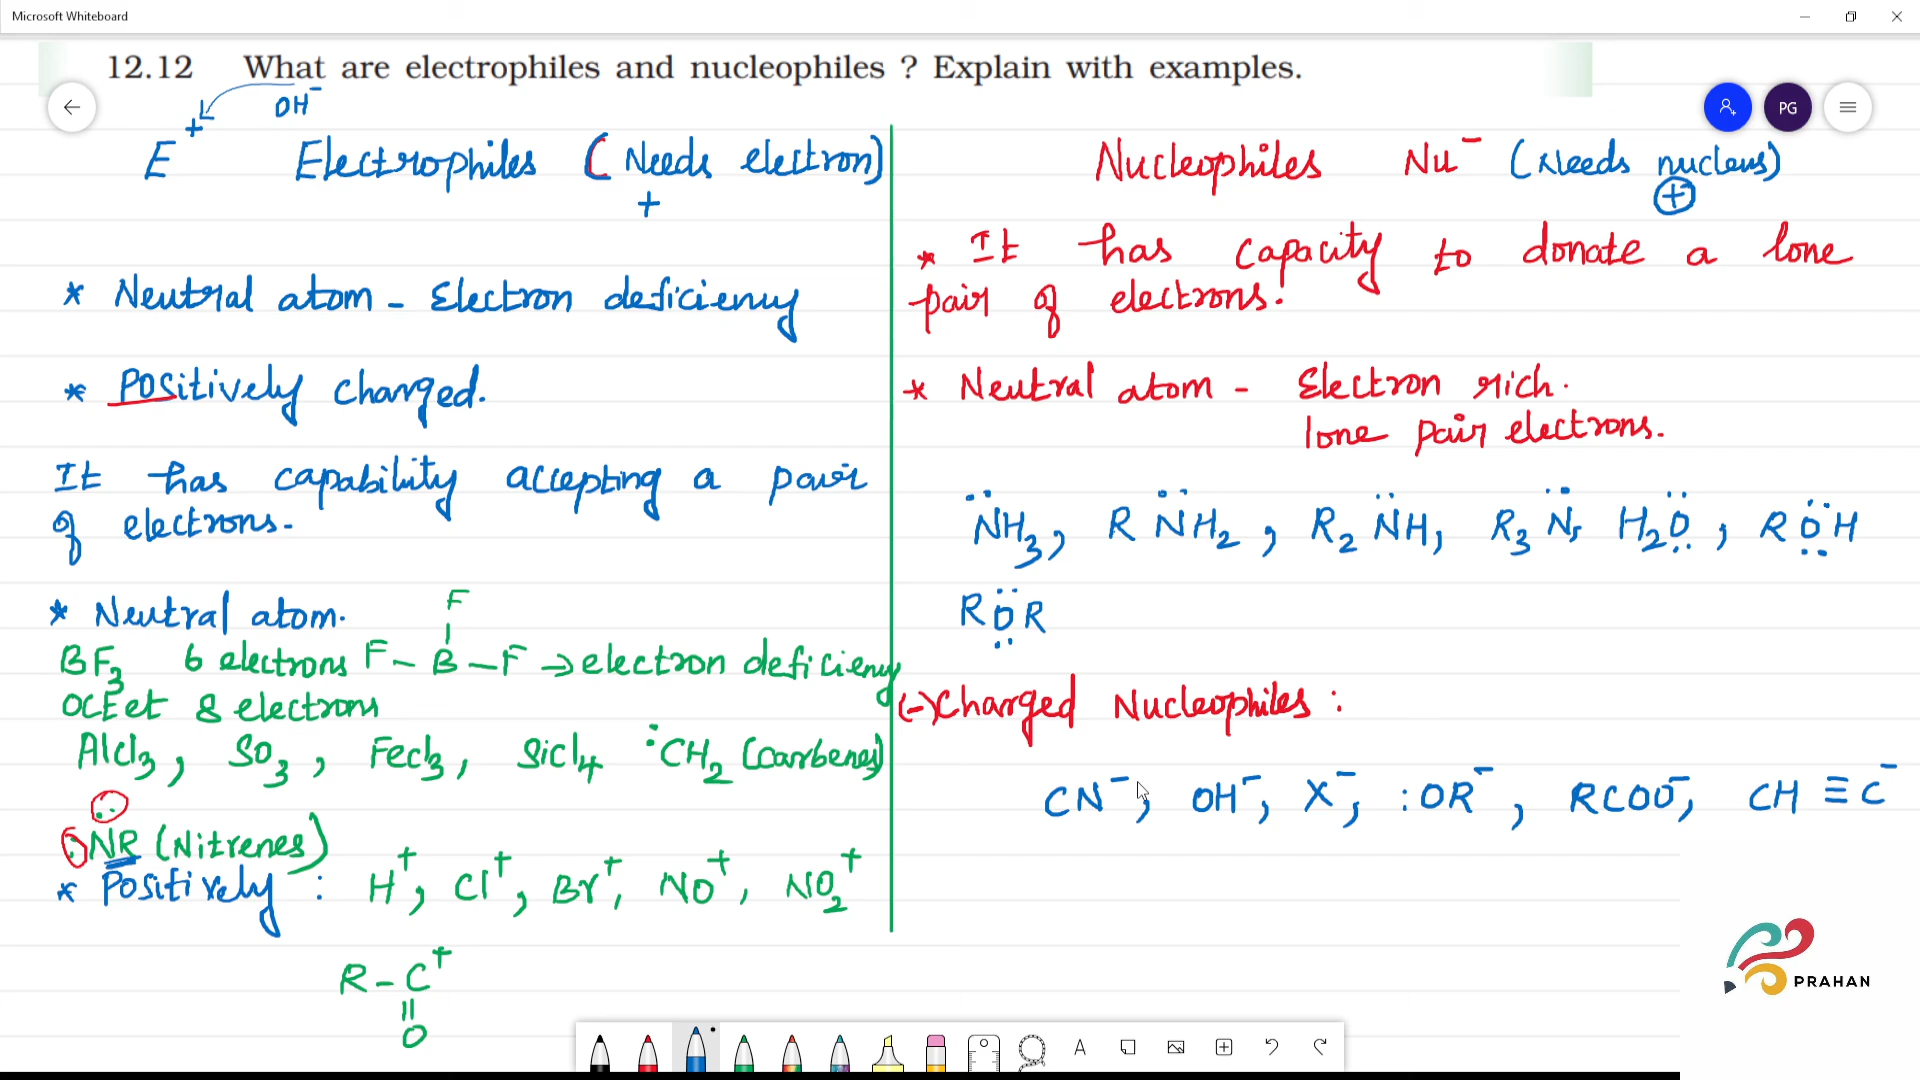 Microsoft Whiteboard
12.12 What are electrophiles and nucleophiles ? Explain with examples.
OH⁻
E⁺ Electrophiles (Needs electron)
+
* Neutral atom - Electron deficiency
* Positively charged.
It has capability accepting a pair
of electrons.
* Neutral atom.
F
BF₃ 6 electrons F - B - F → electron deficiency
OCtet 8 electrons
Alcl₃, SO₃, Fecl₃, Sicl₄ :CH₂ (Carbenes)
:NR (Nitrenes)
* Positively : H⁺, Cl⁺, Br⁺, NO⁺, NO₂⁺
R - C⁺
=
O
Nucleophiles Nu⁻ (Needs nucleus)
+
* It has capacity to donate a lone
pair of electrons.
* Neutral atom - Electron rich.
lone pair electrons.
NH₃, R NH₂, R₂ NH, R₃ N, H₂O, ROH
ROR
(-) Charged Nucleophiles :
CN⁻, OH⁻, X⁻, :OR⁻, RCOO⁻, CH ≡ C⁻
PG
A
PRAHAN